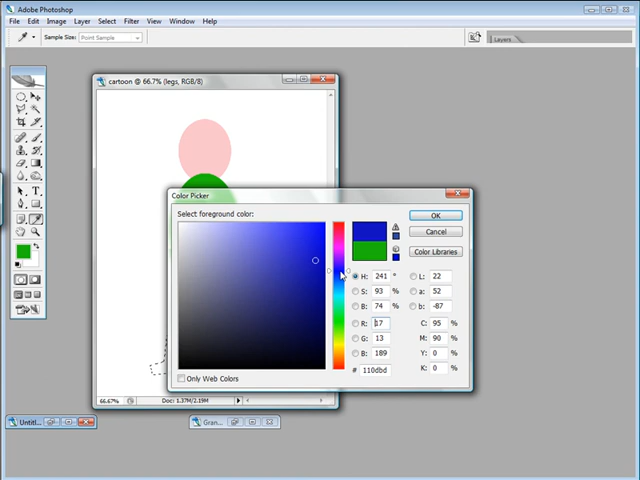 Adobe Photoshop
File Edit Image Layer Select Filter View Window Help
Sample Size: Point Sample
Layers
cartoon @ 66.7% (legs, RGB/8)
Color Picker
Select foreground color:
OK
Cancel
Color Libraries
H: 241 °
L: 22
S: 93 %
a: 52
B: 74 %
b: -87
R: 17
C: 95 %
G: 13
M: 90 %
B: 189
Y: 0 %
# 110dbd
K: 0 %
Only Web Colors
66.67%
Doc: 1.37M/2.19M
Untitl...
Gran...